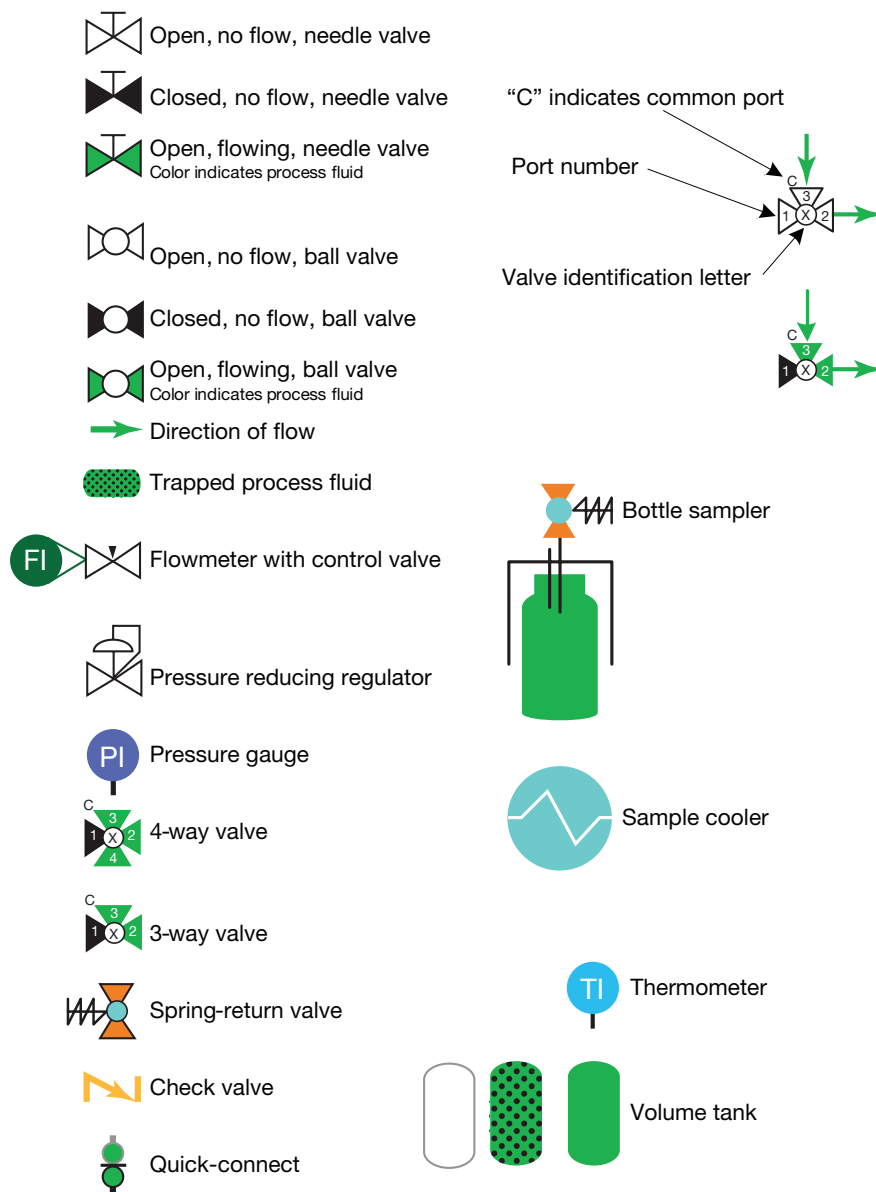 Open, no flow, needle valve
Closed, no flow, needle valve
Open, flowing, needle valve
Color indicates process fluid
Open, no flow, ball valve
Closed, no flow, ball valve
Open, flowing, ball valve
Color indicates process fluid
Direction of flow
Trapped process fluid
FI
Flowmeter with control valve
Pressure reducing regulator
PI
Pressure gauge
C
3
1 X 2
4
4-way valve
C
3
1 X 2
3-way valve
Spring-return valve
Check valve
Quick-connect
“C” indicates common port
Port number
C
3
1 X 2
Valve identification letter
C
3
1 X 2
Bottle sampler
Sample cooler
TI
Thermometer
Volume tank